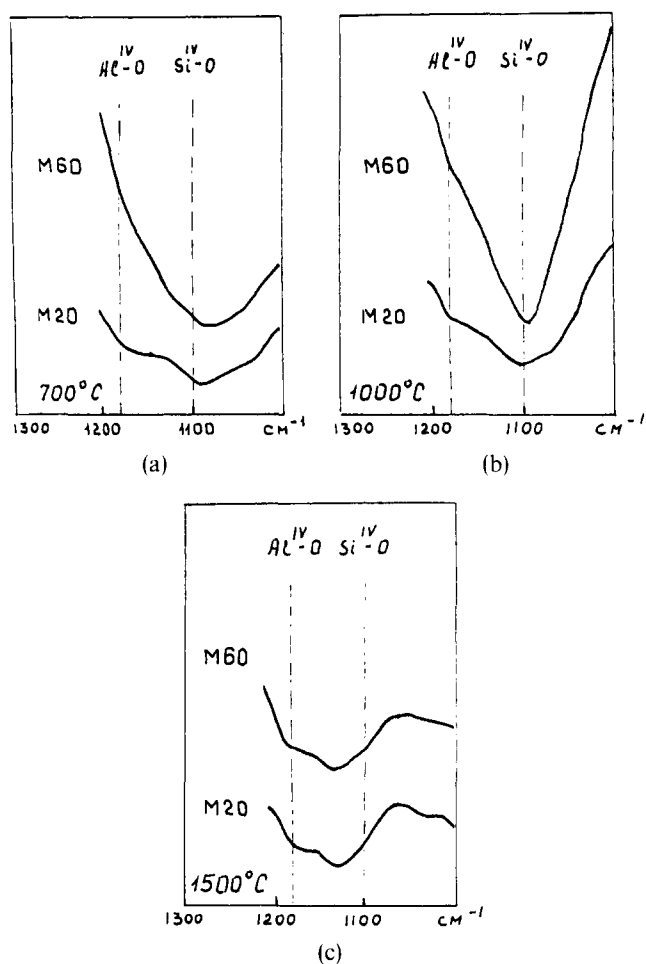 IV IV
Al-O Si-O
M60
M20
700°C
1300 1200 1100 CM⁻¹
(a)
IV IV
Al-O Si-O
M60
M20
1000°C
1300 1200 1100 CM⁻¹
(b)
IV IV
Al-O Si-O
M60
M20
1500°C
1300 1200 1100 CM⁻¹
(c)